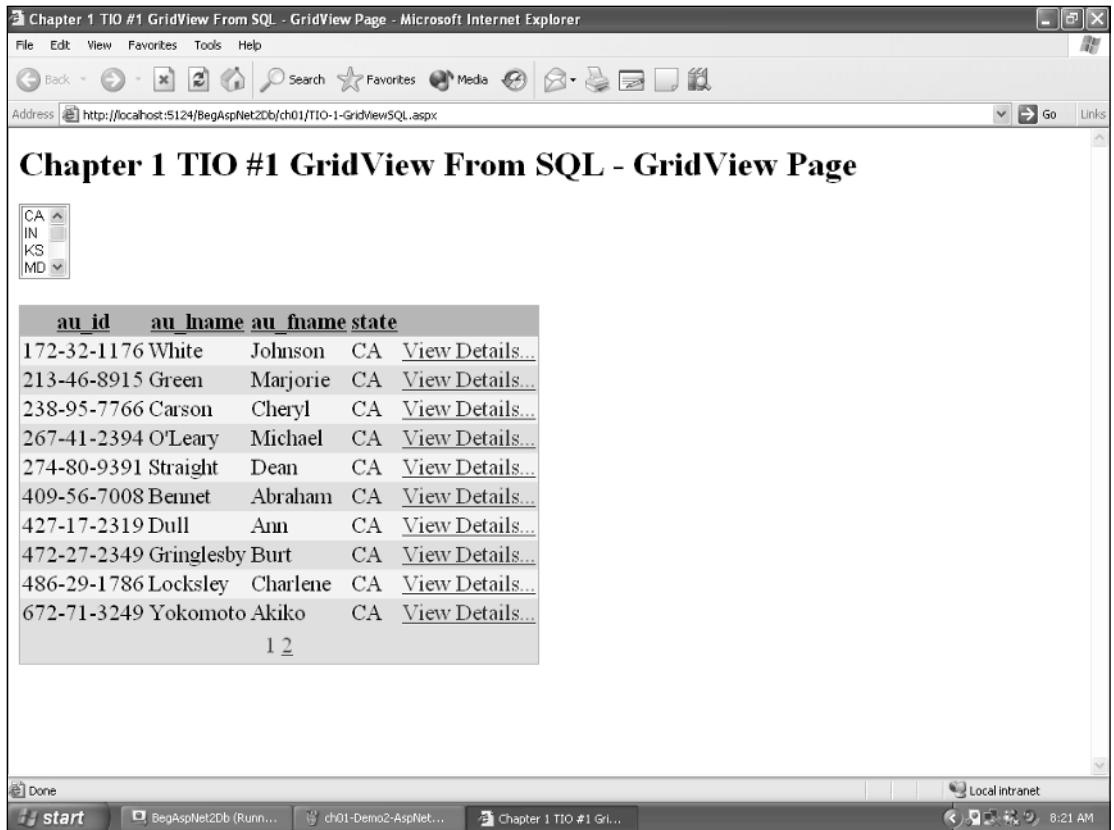 Chapter 1 TIO #1 GridView From SQL - GridView Page - Microsoft Internet Explorer
File Edit View Favorites Tools Help
Back Search Favorites Media
Address http://localhost:5124/BegAspNet2Db/ch01/TIO-1-GridViewSQL.aspx Go Links
Chapter 1 TIO #1 GridView From SQL - GridView Page
CA
IN
KS
MD
au_id au_lname au_fname state
172-32-1176 White Johnson CA View Details...
213-46-8915 Green Marjorie CA View Details...
238-95-7766 Carson Cheryl CA View Details...
267-41-2394 O'Leary Michael CA View Details...
274-80-9391 Straight Dean CA View Details...
409-56-7008 Bennet Abraham CA View Details...
427-17-2319 Dull Ann CA View Details...
472-27-2349 Gringlesby Burt CA View Details...
486-29-1786 Locksley Charlene CA View Details...
672-71-3249 Yokomoto Akiko CA View Details...
1 2
Done Local intranet
start BegAspNet2Db (Runn... ch01-Demo2-AspNet... Chapter 1 TIO #1 Gri... 8:21 AM